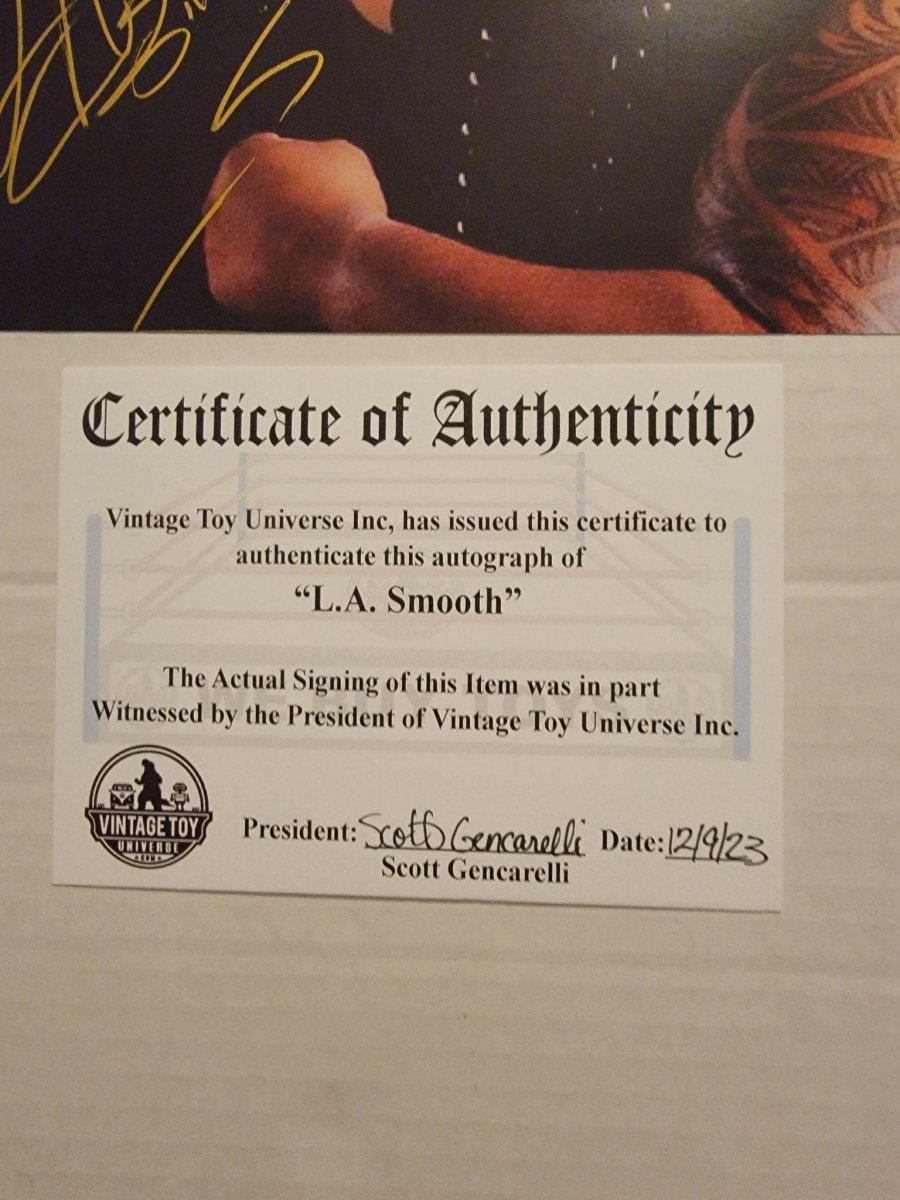 Certificate of Authenticity
Vintage Toy Universe Inc, has issued this certificate to
authenticate this autograph of
“L.A. Smooth”
The Actual Signing of this Item was in part
Witnessed by the President of Vintage Toy Universe Inc.
VINTAGE TOY
UNIVERSE
President: Scott Gencarelli Date: 12/9/23
Scott Gencarelli